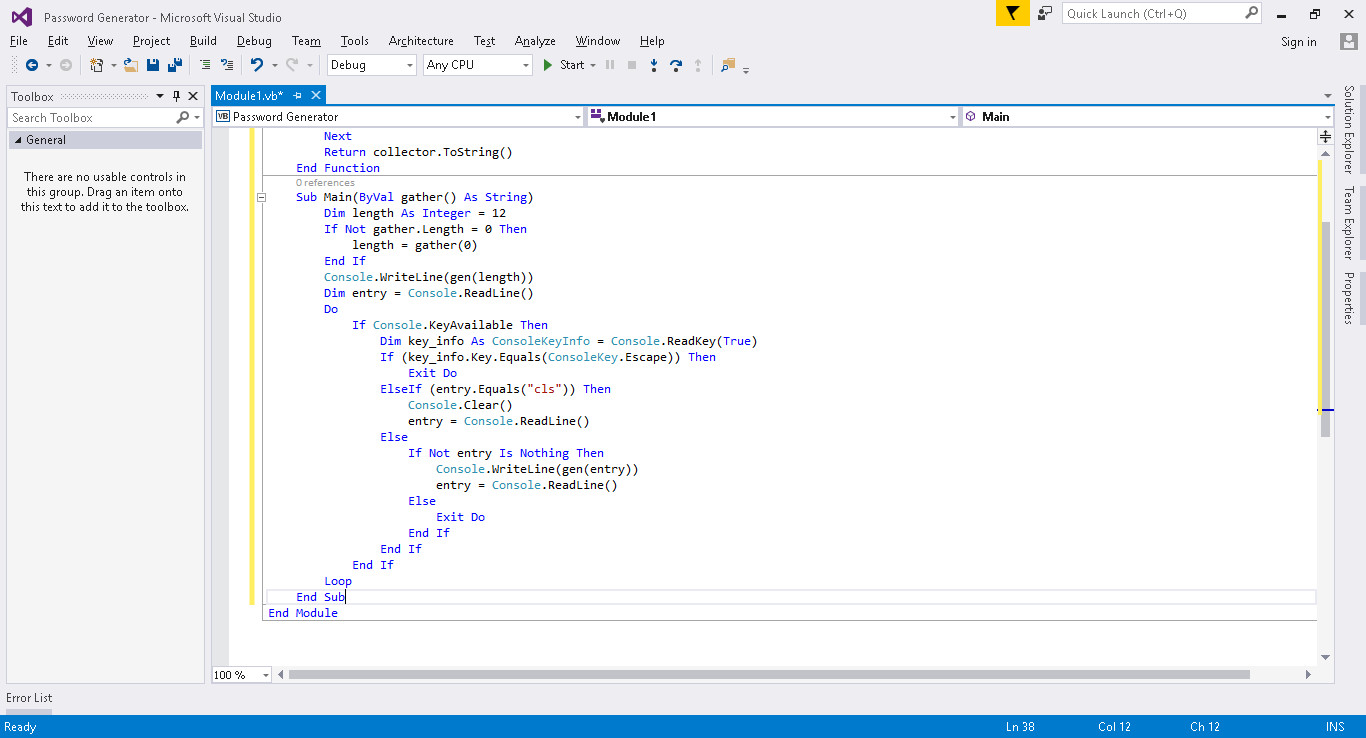 Password Generator - Microsoft Visual Studio
Quick Launch (Ctrl+Q)
File Edit View Project Build Debug Team Tools Architecture Test Analyze Window Help
Sign in
Debug Any CPU Start
Toolbox
Search Toolbox
General
There are no usable controls in
this group. Drag an item onto
this text to add it to the toolbox.
Module1.vb*
VB Password Generator Module1 Main
Next
Return collector.ToString()
End Function
0 references
Sub Main(ByVal gather() As String)
Dim length As Integer = 12
If Not gather.Length = 0 Then
length = gather(0)
End If
Console.WriteLine(gen(length))
Dim entry = Console.ReadLine()
Do
If Console.KeyAvailable Then
Dim key_info As ConsoleKeyInfo = Console.ReadKey(True)
If (key_info.Key.Equals(ConsoleKey.Escape)) Then
Exit Do
ElseIf (entry.Equals("cls")) Then
Console.Clear()
entry = Console.ReadLine()
Else
If Not entry Is Nothing Then
Console.WriteLine(gen(entry))
entry = Console.ReadLine()
Else
Exit Do
End If
End If
End If
Loop
End Sub
End Module
100 %
Solution Explorer
Team Explorer
Properties
Error List
Ready Ln 38 Col 12 Ch 12 INS